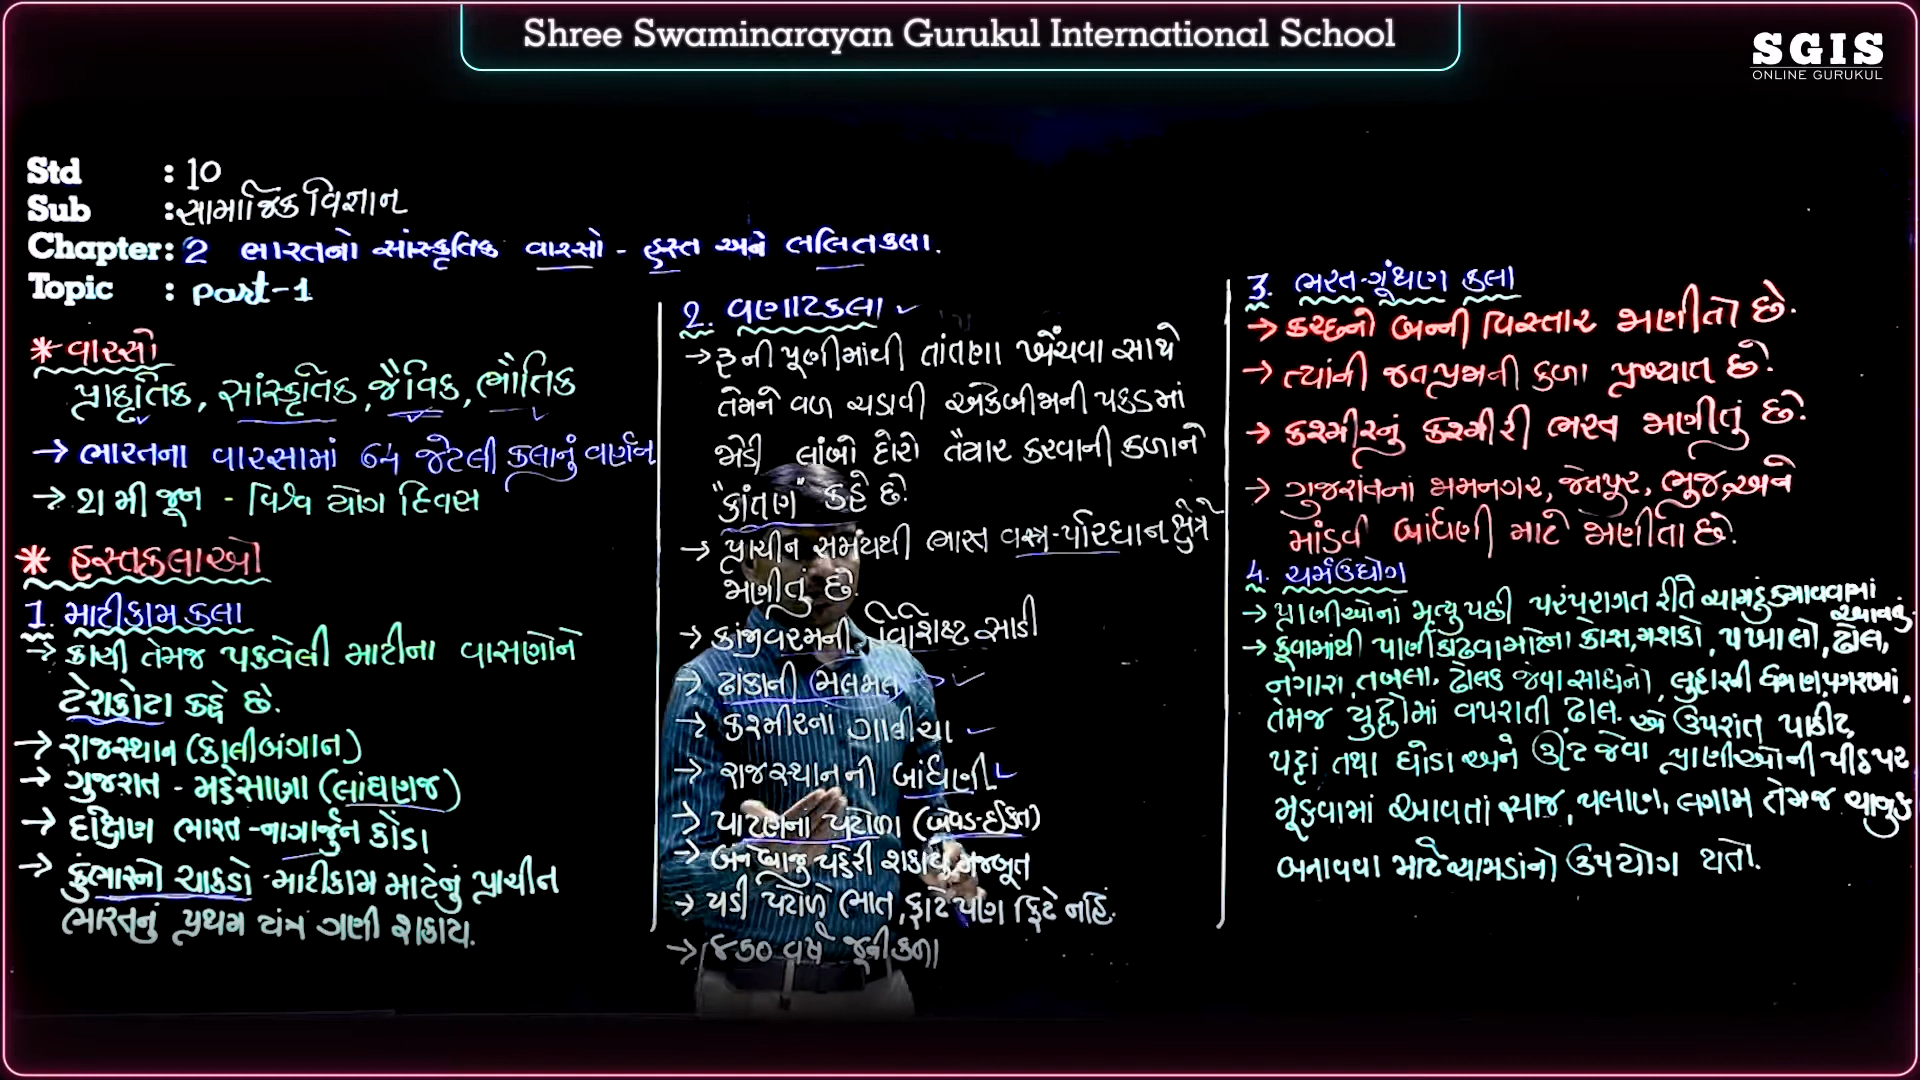 Shree Swaminarayan Gurukul International School
SGIS
ONLINE GURUKUL
Std : 10
Sub : સામાજિક વિજ્ઞાન
Chapter: 2 ભારતનો સાંસ્કૃતિક વારસો - હસ્ત અને લલિતકલા.
Topic : Part-1
* વારસો
પ્રાકૃતિક, સાંસ્કૃતિક, જૈવિક, ભૌતિક
→ ભારતના વારસામાં 64 જેટલી કલાનું વર્ણન
→ 21 મી જૂન - વિશ્વ યોગ દિવસ
* હસ્તકલાઓ
1. માટીકામ કલા
→ કાચી તેમજ પકવેલી માટીના વાસણોને
ટેરાકોટા કહે છે.
→ રાજસ્થાન (કાલીબંગાન)
→ ગુજરાત - મહેસાણા (લાંઘણજ)
→ દક્ષિણ ભારત - નાગાર્જુન કોંડા
→ કુંભારનો ચાકડો - માટીકામ માટેનું પ્રાચીન
ભારતનું પ્રથમ યંત્ર ગણી શકાય.
2. વણાટકલા
→ રૂની પૂણીમાંથી તાંતણા ખેંચવા સાથે
તેમને વળ ચડાવી એકબીજાની પકડમાં
જોડી લાંબો દોરો તૈયાર કરવાની કળાને
"કાંતણ" કહે છે.
→ પ્રાચીન સમયથી ભારત વસ્ત્ર-પરિધાન ક્ષેત્રે
જાણીતું છે.
→ કાંજીવરમની વિશિષ્ટ સાડી
→ ઢાકાની મલમલ
→ કશ્મીરના ગાલીચા
→ રાજસ્થાનની બાંધણી
→ પાટણના પટોળા (બેવડ-ઈકત)
→ બંને બાજુ પહેરી શકાય, મજબૂત
→ પડી પટોળે ભાત, ફાટે પણ ફિટે નહિ.
→ 850 વર્ષ જૂની કળા
3. ભરત-ગૂંથણ કલા
→ કચ્છનો બન્ની વિસ્તાર જાણીતો છે.
→ ત્યાંની જતપ્રજાની કળા પ્રખ્યાત છે.
→ કશ્મીરનું કશ્મીરી ભરત જાણીતું છે.
→ ગુજરાતના જામનગર, જેતપુર, ભુજ, અને
માંડવી બાંધણી માટે જાણીતા છે.
4. ચર્મઉદ્યોગ
→ પ્રાણીઓનાં મૃત્યુ પછી પરંપરાગત રીતે ચામડું કમાવવામાં
આવતું.
→ કૂવામાંથી પાણી કાઢવા માટેના કોસ, મશકો, પખાલો, ઢોલ,
નગારા, તબલા, ઢોલક જેવા સાધનો, લુહારની ધમણ, પગરખાં,
તેમજ યુદ્ધોમાં વપરાતી ઢાલ. એ ઉપરાંત પાકીટ,
પટ્ટાં તથા ઘોડા અને ઊંટ જેવા પ્રાણીઓની પીઠ પર
મૂકવામાં આવતાં સાજ, પલાણ, લગામ તેમજ ચાબુક
બનાવવા માટે ચામડાંનો ઉપયોગ થતો.